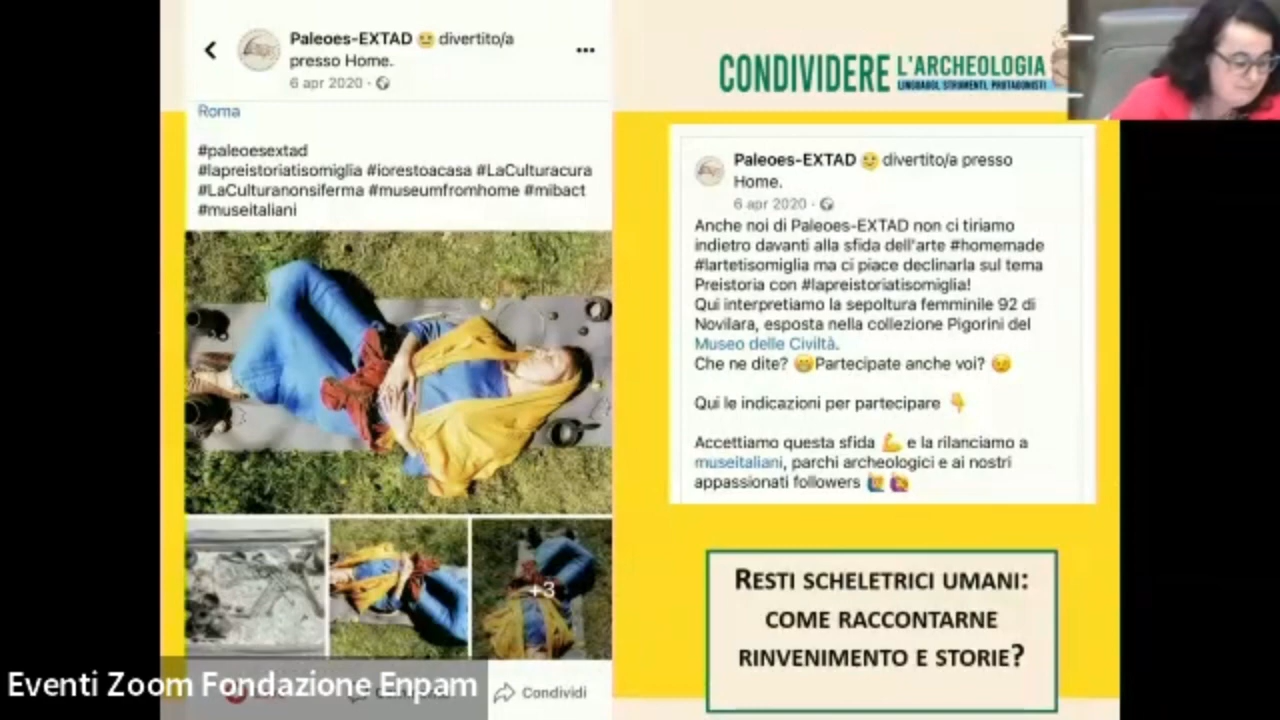 Paleoes-EXTAD 😉 divertito/a
presso Home.
6 apr 2020 ·
Roma
#paleoesextad
#lapreistoriatisomiglia #iorestoacasa #LaCulturacura
#LaCulturanonsiferma #museumfromhome #mibact
#museitaliani
+3
Condividi
CONDIVIDERE L'ARCHEOLOGIA
LINGUAGGI, STRUMENTI, PROTAGONISTI
Paleoes-EXTAD 😉 divertito/a presso
Home.
6 apr 2020 ·
Anche noi di Paleoes-EXTAD non ci tiriamo
indietro davanti alla sfida dell'arte #homemade
#lartetisomiglia ma ci piace declinarla sul tema
Preistoria con #lapreistoriatisomiglia!
Qui interpretiamo la sepoltura femminile 92 di
Novilara, esposta nella collezione Pigorini del
Museo delle Civiltà.
Che ne dite? 😁Partecipate anche voi? 😉
Qui le indicazioni per partecipare 👇
Accettiamo questa sfida 💪 e la rilanciamo a
museitaliani, parchi archeologici e ai nostri
appassionati followers 🙋‍♂️ 🙋‍♀️
RESTI SCHELETRICI UMANI:
COME RACCONTARNE
RINVENIMENTO E STORIE?
Eventi Zoom Fondazione Enpam